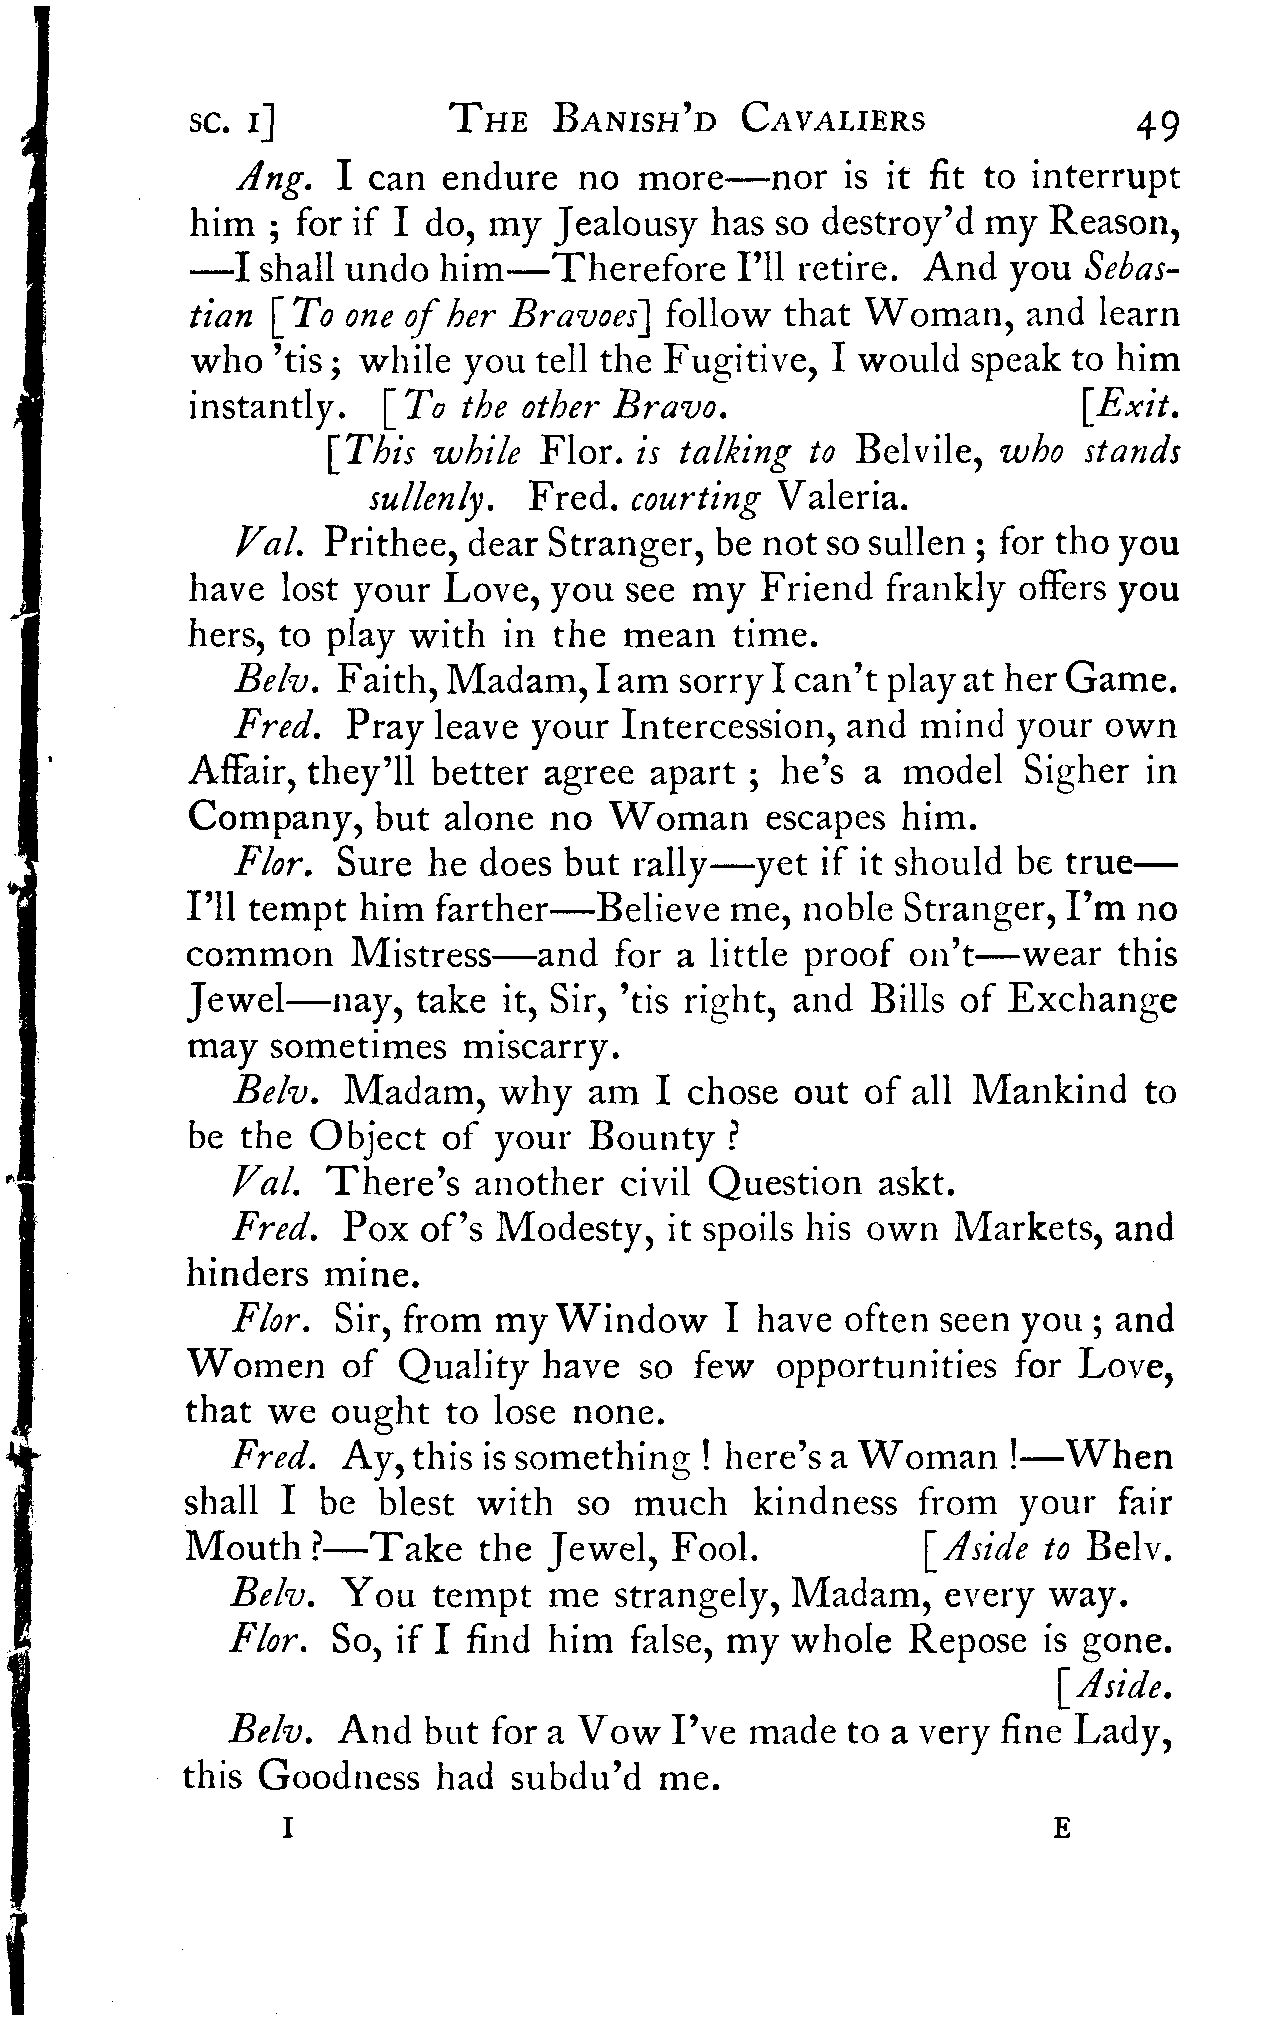 SC. I] THE BANISH'D CAVALIERS 49
Ang. I can endure no more—nor is it fit to interrupt
him ; for if I do, my Jealousy has so destroy'd my Reason,
—I shall undo him—Therefore I'll retire. And you Sebas-
tian [To one of her Bravoes] follow that Woman, and learn
who 'tis ; while you tell the Fugitive, I would speak to him
instantly. [To the other Bravo. [Exit.
[This while Flor. is talking to Belvile, who stands
sullenly. Fred. courting Valeria.
Val. Prithee, dear Stranger, be not so sullen ; for tho you
have lost your Love, you see my Friend frankly offers you
hers, to play with in the mean time.
Belv. Faith, Madam, I am sorry I can't play at her Game.
Fred. Pray leave your Intercession, and mind your own
Affair, they'll better agree apart ; he's a model Sigher in
Company, but alone no Woman escapes him.
Flor. Sure he does but rally—yet if it should be true—
I'll tempt him farther—Believe me, noble Stranger, I'm no
common Mistress—and for a little proof on't—wear this
Jewel—nay, take it, Sir, 'tis right, and Bills of Exchange
may sometimes miscarry.
Belv. Madam, why am I chose out of all Mankind to
be the Object of your Bounty ?
Val. There's another civil Question askt.
Fred. Pox of's Modesty, it spoils his own Markets, and
hinders mine.
Flor. Sir, from my Window I have often seen you ; and
Women of Quality have so few opportunities for Love,
that we ought to lose none.
Fred. Ay, this is something ! here's a Woman !—When
shall I be blest with so much kindness from your fair
Mouth ?—Take the Jewel, Fool. [Aside to Belv.
Belv. You tempt me strangely, Madam, every way.
Flor. So, if I find him false, my whole Repose is gone.
[Aside.
Belv. And but for a Vow I've made to a very fine Lady,
this Goodness had subdu'd me.
I E